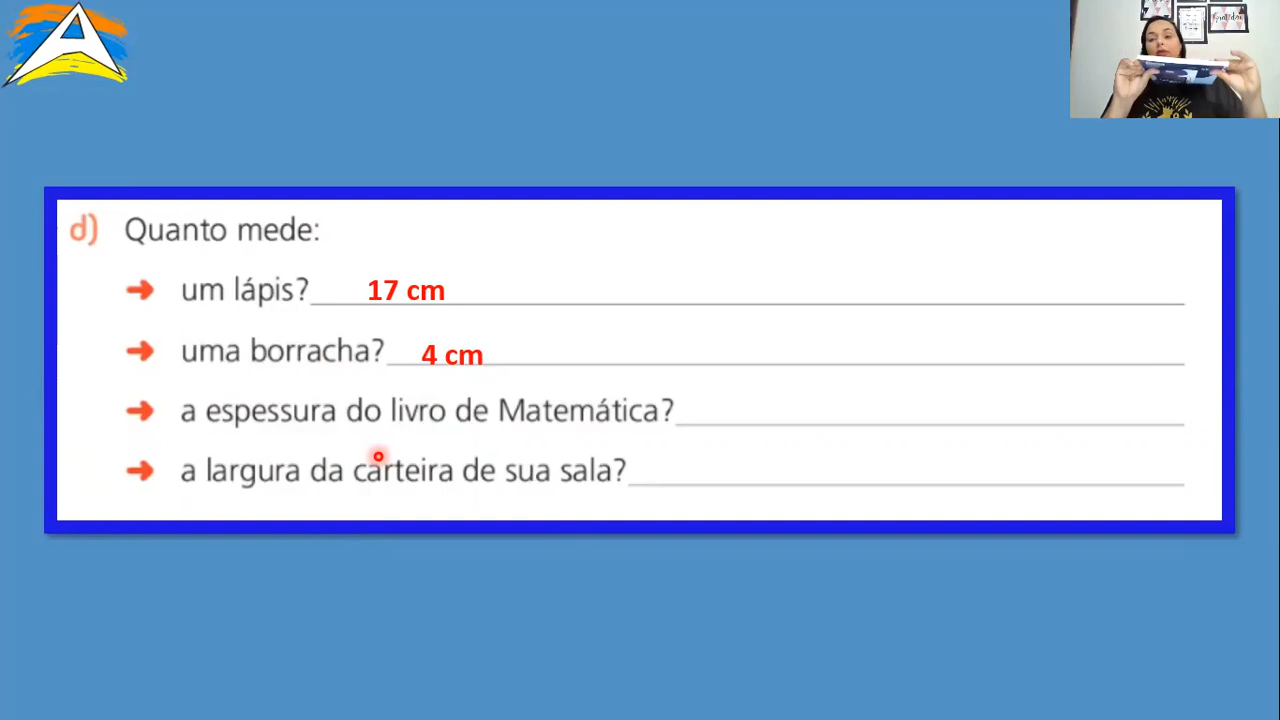 d) Quanto mede:
um lápis? 17 cm
uma borracha? 4 cm
a espessura do livro de Matemática?
a largura da carteira de sua sala?
Gratidão